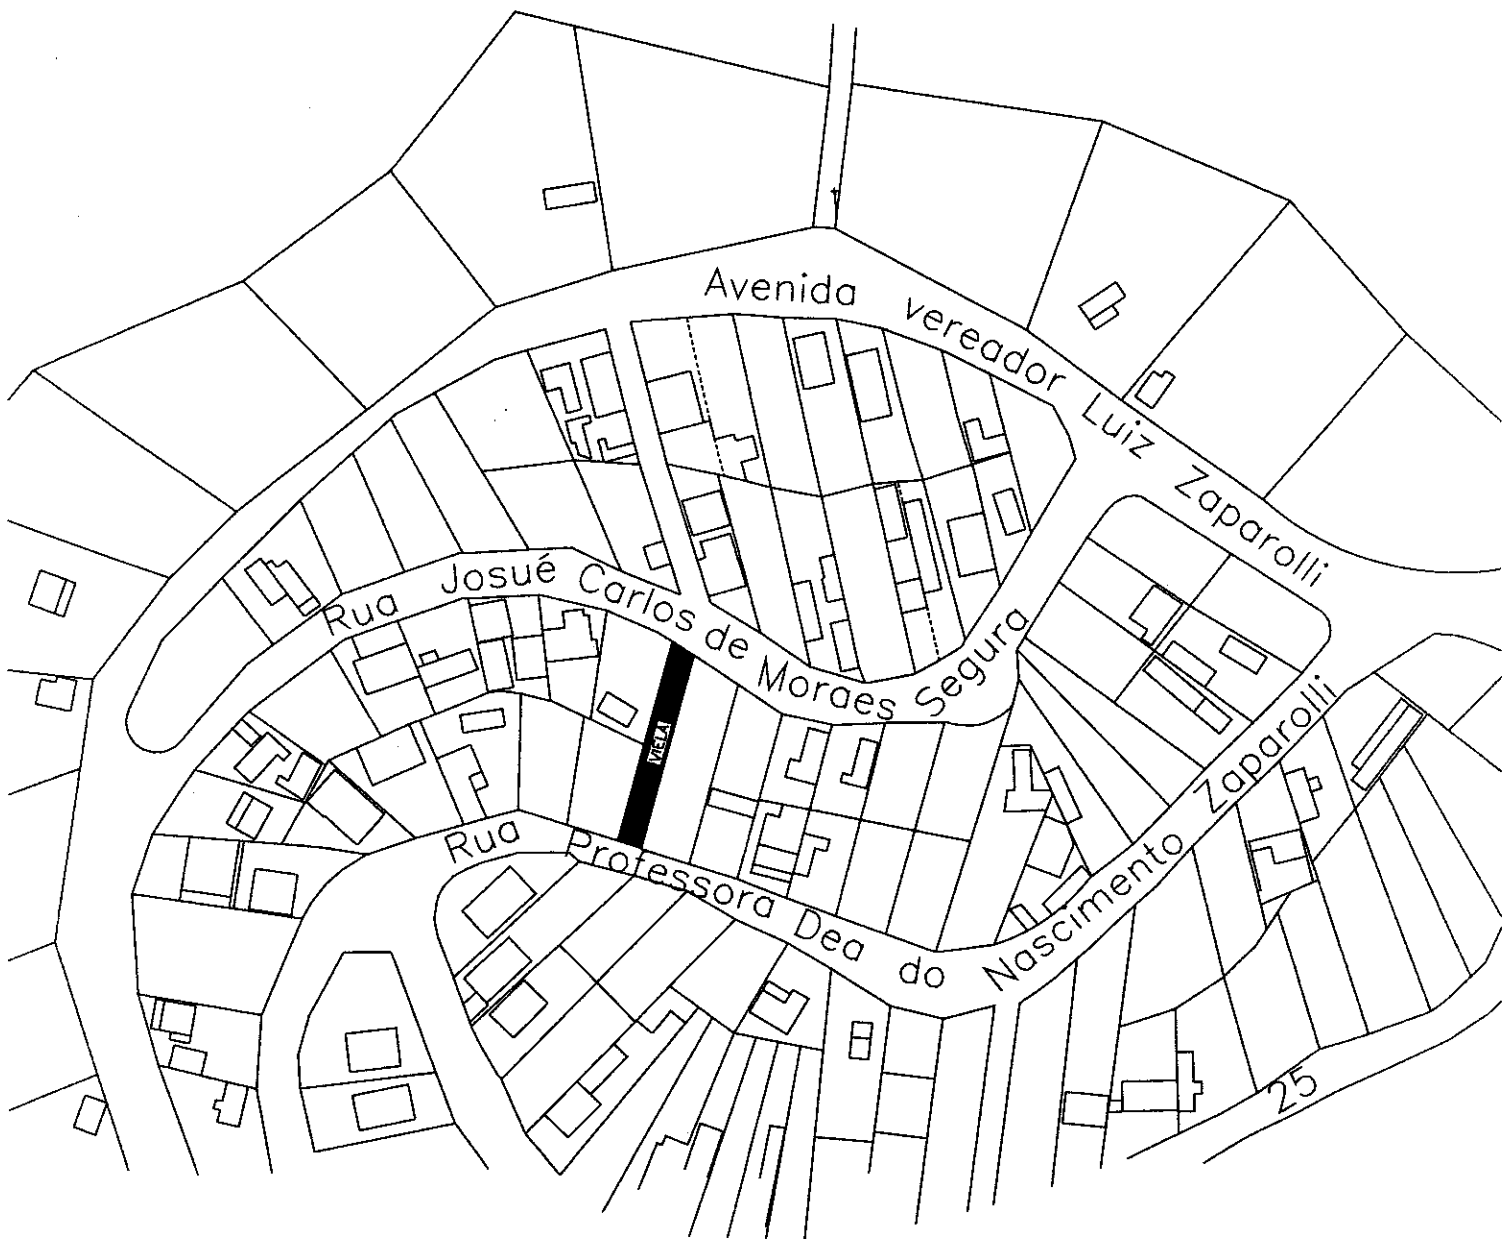 Avenida vereador Luiz Zaparolli
Rua Josué Carlos de Moraes Segura
VIELA
Rua Professora Dea do Nascimento Zaparolli
25